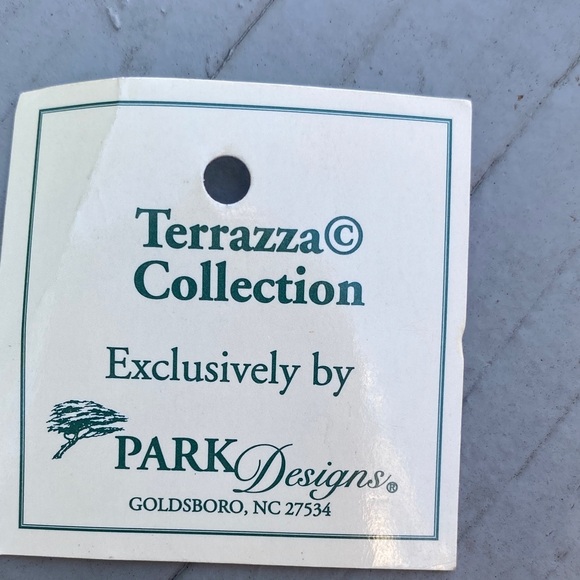 Terrazza©
Collection
Exclusively by
PARK Designs®
GOLDSBORO, NC 27534